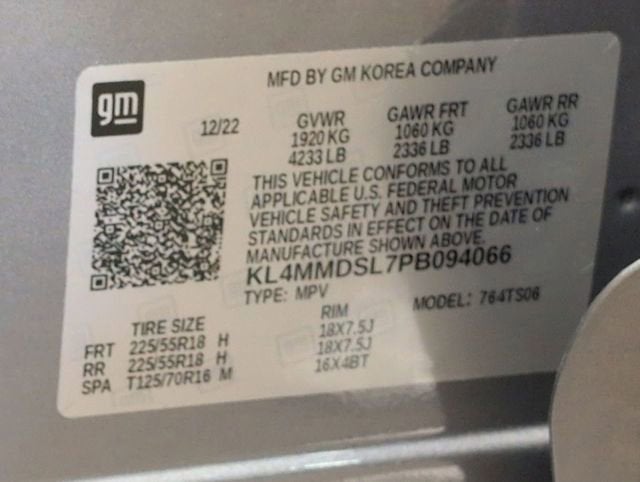 gm
MFD BY GM KOREA COMPANY
12/22 GVWR GAWR FRT GAWR RR
1920 KG 1060 KG 1060 KG
4233 LB 2336 LB 2336 LB
THIS VEHICLE CONFORMS TO ALL
APPLICABLE U.S. FEDERAL MOTOR
VEHICLE SAFETY AND THEFT PREVENTION
STANDARDS IN EFFECT ON THE DATE OF
MANUFACTURE SHOWN ABOVE.
KL4MMDSL7PB094066
TYPE: MPV MODEL: 764TS06
TIRE SIZE RIM
FRT 225/55R18 H 18X7.5J
RR 225/55R18 H 18X7.5J
SPA T125/70R16 M 16X4BT